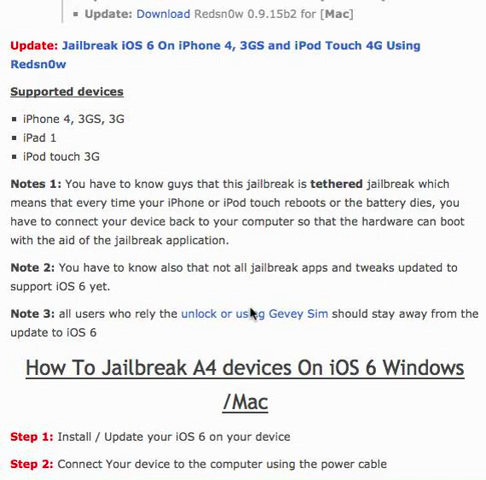 Update: Download Redsn0w 0.9.15b2 for [Mac]
Update: Jailbreak iOS 6 On iPhone 4, 3GS and iPod Touch 4G Using
Redsn0w
Supported devices
iPhone 4, 3GS, 3G
iPad 1
iPod touch 3G
Notes 1: You have to know guys that this jailbreak is tethered jailbreak which
means that every time your iPhone or iPod touch reboots or the battery dies, you
have to connect your device back to your computer so that the hardware can boot
with the aid of the jailbreak application.
Note 2: You have to know also that not all jailbreak apps and tweaks updated to
support iOS 6 yet.
Note 3: all users who rely the unlock or using Gevey Sim should stay away from the
update to iOS 6
How To Jailbreak A4 devices On iOS 6 Windows
/Mac
Step 1: Install / Update your iOS 6 on your device
Step 2: Connect Your device to the computer using the power cable